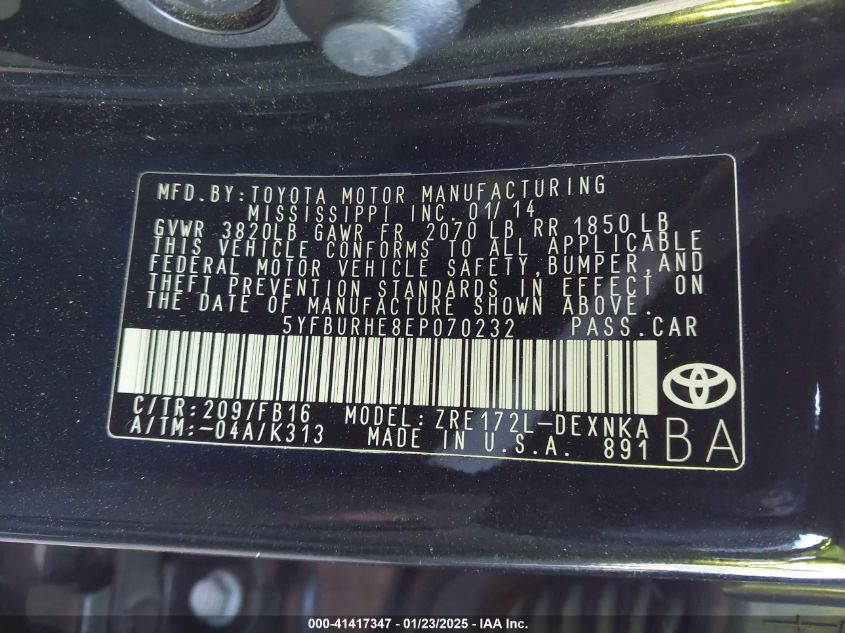 MFD.BY:TOYOTA MOTOR MANUFACTURING
MISSISSIPPI INC. 01/14
GVWR 3820LB GAWR FR 2070 LB RR 1850 LB
THIS VEHICLE CONFORMS TO ALL APPLICABLE
FEDERAL MOTOR VEHICLE SAFETY,BUMPER,AND
THEFT PREVENTION STANDARDS IN EFFECT ON
THE DATE OF MANUFACTURE SHOWN ABOVE.
5YFBURHE8EP070232 PASS.CAR
C/TR:209/FB16 MODEL:ZRE172L-DEXNKA
A/TM:-04A/K313 MADE IN U.S.A. 891
BA
000-41417347 - 01/23/2025 - IAA Inc.